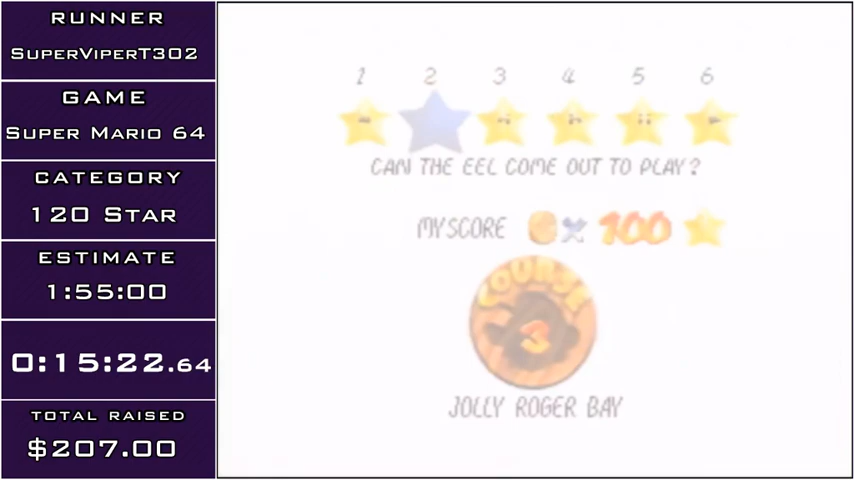 RUNNER
SUPERVIPERT302
GAME
SUPER MARIO 64
CATEGORY
120 STAR
ESTIMATE
1:55:00
0:15:22.64
TOTAL RAISED
$207.00
1 2 3 4 5 6
CAN THE EEL COME OUT TO PLAY?
MY SCORE × 100
COURSE
3
JOLLY ROGER BAY